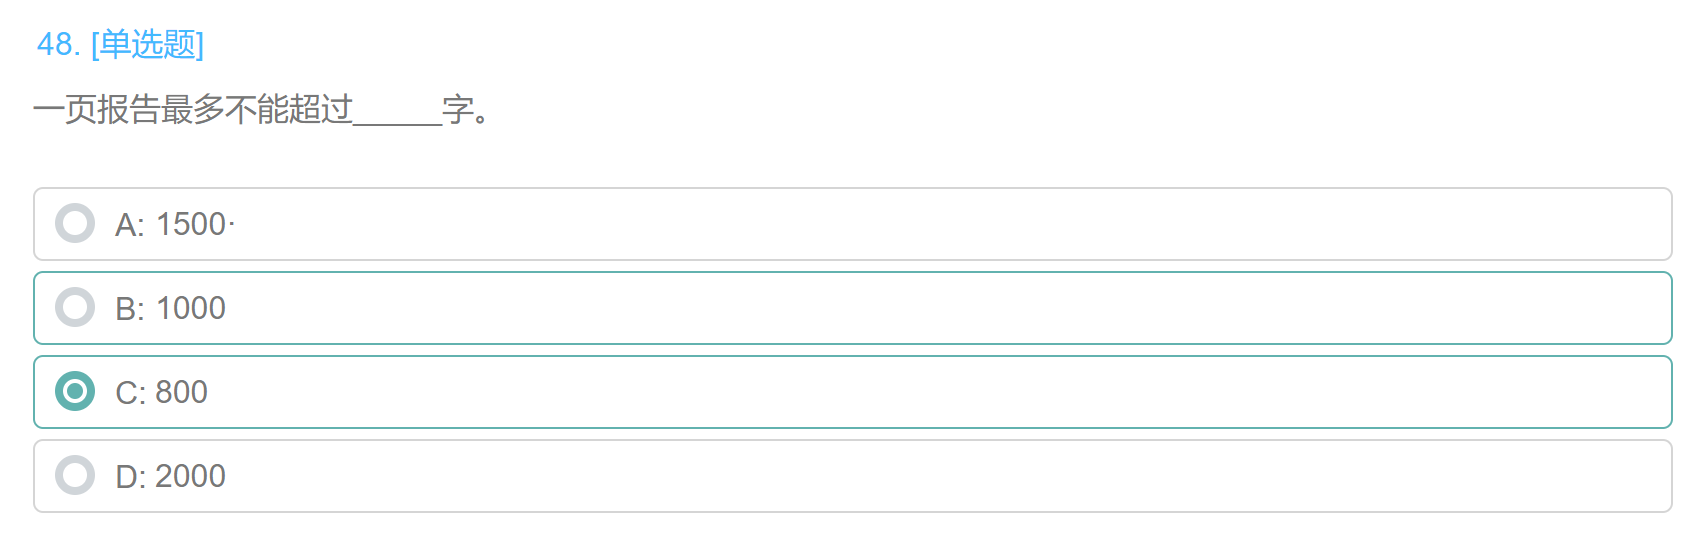 48. [单选题]
一页报告最多不能超过_____字。
A: 1500·
B: 1000
C: 800
D: 2000